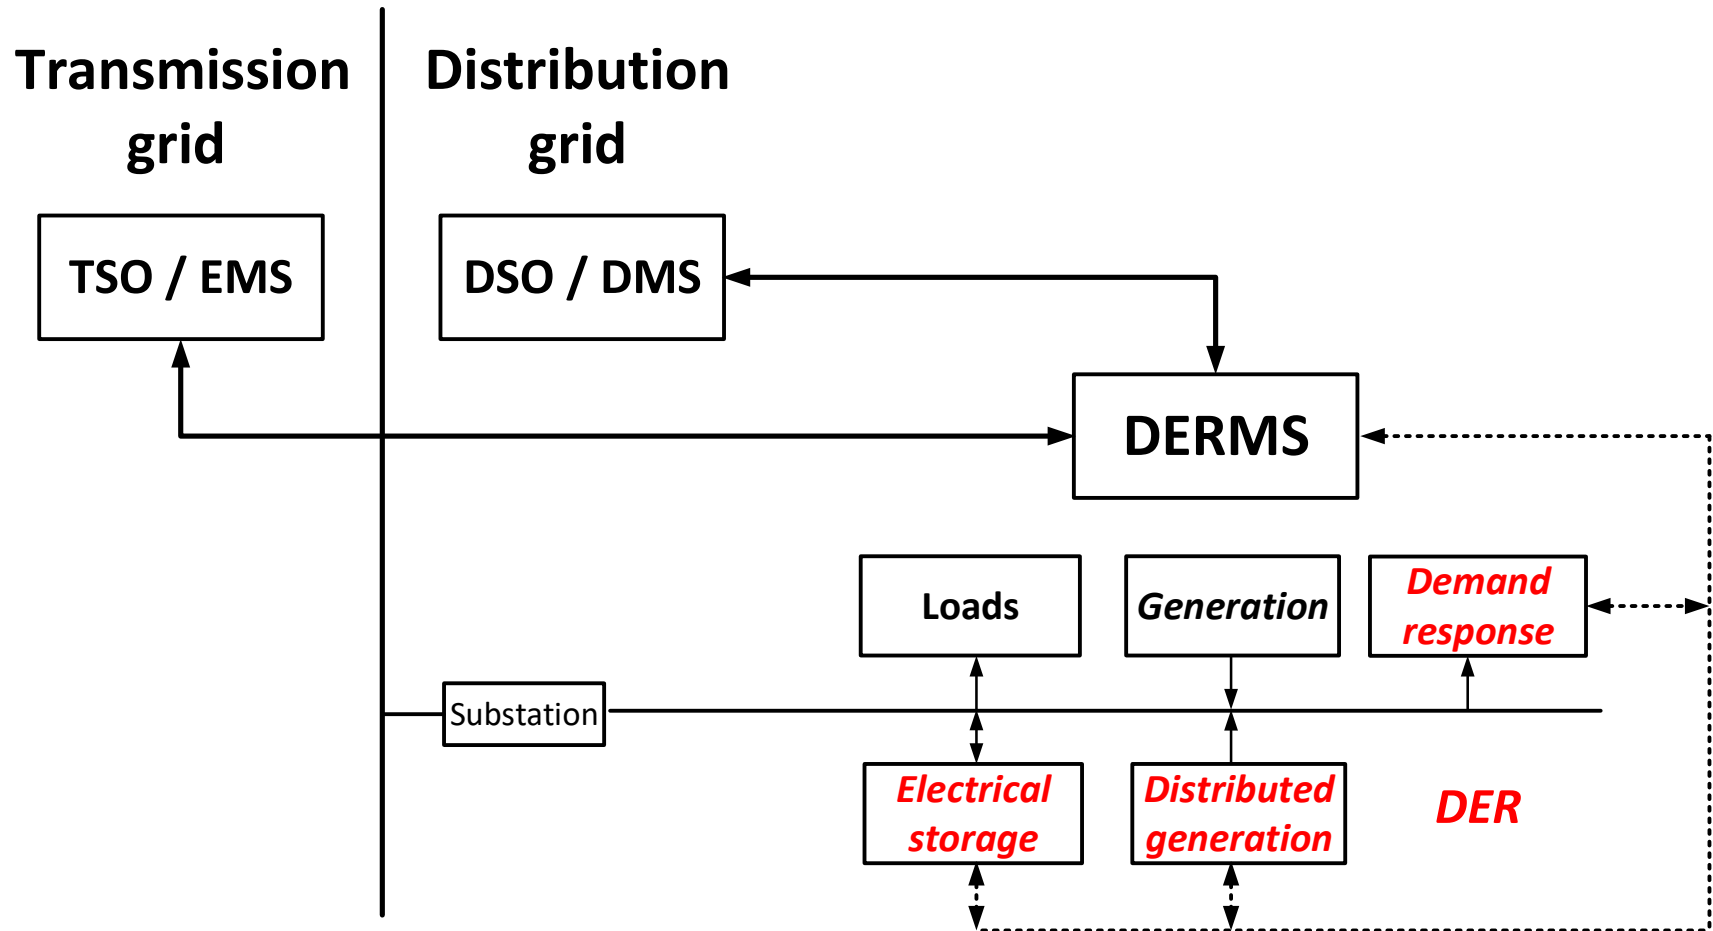 Transmission
grid
Distribution
grid
TSO / EMS
DSO / DMS
DERMS
Loads
Generation
Demand
response
Substation
Electrical
storage
Distributed
generation
DER